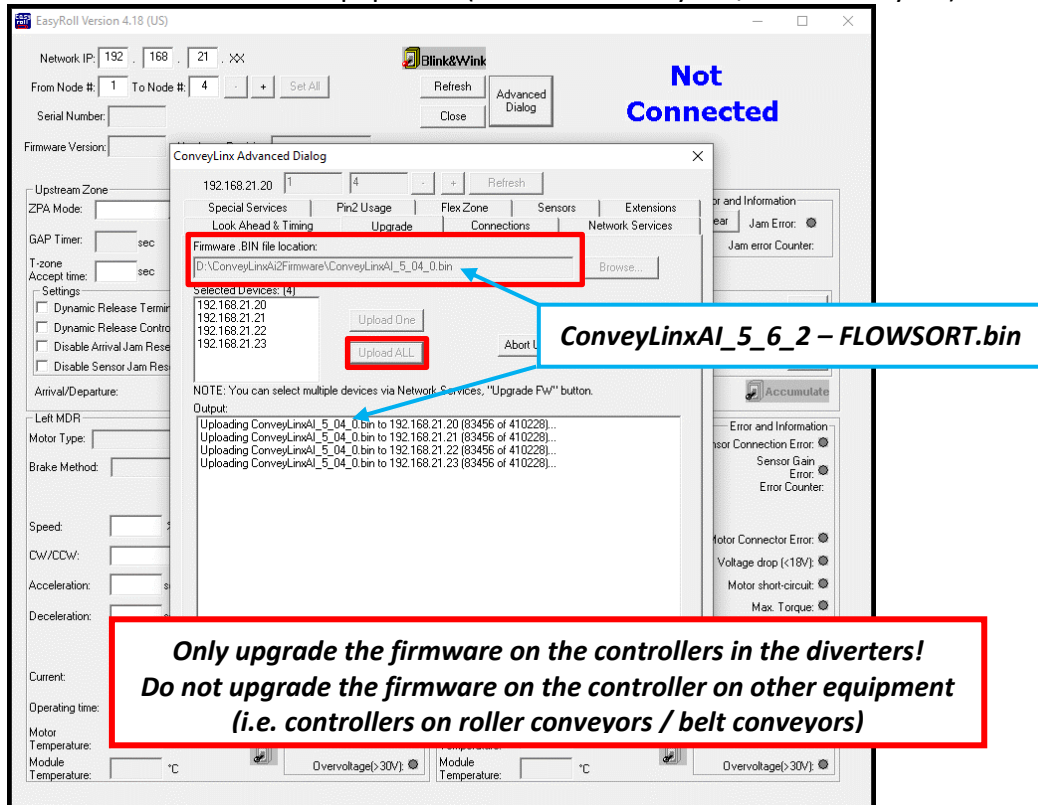 EasyRoll Version 4.18 (US)
Network IP: 192 . 168 . 21 . XX
Blink&Wink
From Node #: 1 To Node #: 4 - + Set All
Refresh
Advanced Dialog
Not
Connected
Serial Number:
Close
Firmware Version:
ConveyLinx Advanced Dialog
192.168.21.20 1 4 - + Refresh
Upstream Zone
ZPA Mode:
GAP Timer: sec
T-zone
Accept time: sec
Settings
Dynamic Release
Dynamic Release
Disable Arrival Jam
Disable Sensor Jam
Arrival/Departure:
Special Services Pin2 Usage Flex Zone Sensors Extensions
Look Ahead & Timing Upgrade Connections Network Services
and Information
Jam Error:
Jam error Counter:
Firmware .BIN file location:
D:\ConveyLinxAi2Firmware\ConveyLinxAI_5_04_0.bin Browse...
Selected Devices: [4]
192.168.21.20
192.168.21.21
192.168.21.22
192.168.21.23
Upload One
Upload ALL
Abort
ConveyLinxAI_5_6_2 – FLOWSORT.bin
NOTE: You can select multiple devices via Network Services, "Upgrade FW" button.
Accumulate
Output:
Uploading ConveyLinxAI_5_04_0.bin to 192.168.21.20 (83456 of 410228)...
Uploading ConveyLinxAI_5_04_0.bin to 192.168.21.21 (83456 of 410228)...
Uploading ConveyLinxAI_5_04_0.bin to 192.168.21.22 (83456 of 410228)...
Uploading ConveyLinxAI_5_04_0.bin to 192.168.21.23 (83456 of 410228)...
Left MDR
Motor Type:
Brake Method:
Speed:
CW/CCW:
Acceleration:
Deceleration:
Error and Information
Connection Error:
Sensor Gain
Error:
Error Counter:
Motor Connector Error:
Voltage drop (<18V):
Motor short-circuit:
Max. Torque:
Only upgrade the firmware on the controllers in the diverters!
Do not upgrade the firmware on the controller on other equipment
(i.e. controllers on roller conveyors / belt conveyors)
Current:
Operating time:
Motor
Temperature:
Module
Temperature: °C
Overvoltage(>30V):
Temperature:
Module
Temperature: °C
Overvoltage(>30V):